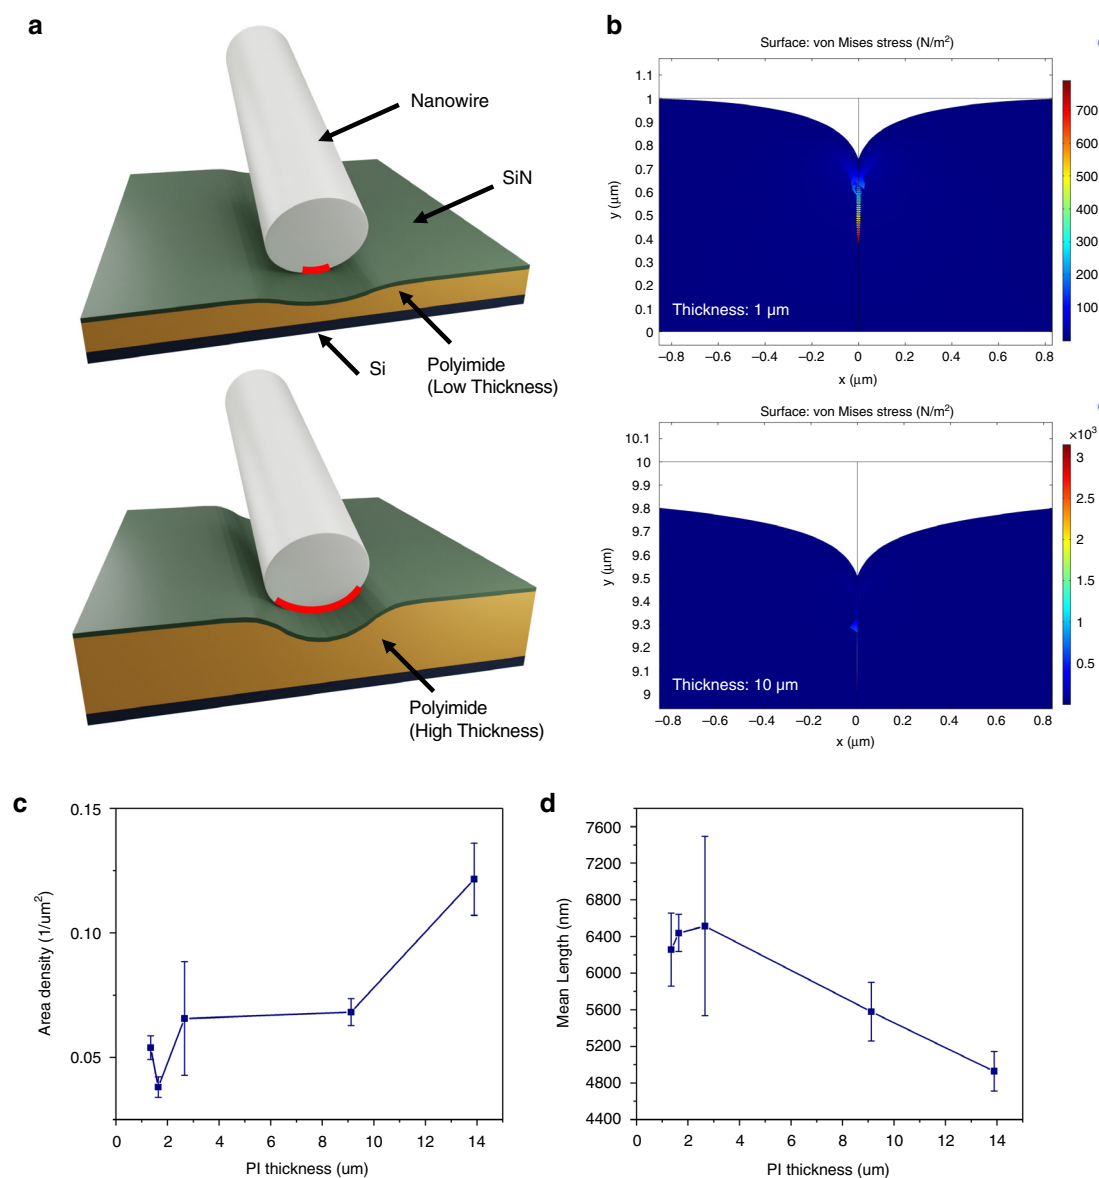 a
Nanowire
SiN
Si
Polyimide
(Low Thickness)
Polyimide
(High Thickness)
b
Surface: von Mises stress (N/m²)
1.1
1
0.9
0.8
0.7
0.6
0.5
0.4
0.3
0.2
0.1
0
y (µm)
Thickness: 1 µm
−0.8 −0.6 −0.4 −0.2 0 0.2 0.4 0.6 0.8
x (µm)
700
600
500
400
300
200
100
Surface: von Mises stress (N/m²)
10.1
10
9.9
9.8
9.7
9.6
9.5
9.4
9.3
9.2
9.1
9
y (µm)
Thickness: 10 µm
−0.8 −0.6 −0.4 −0.2 0 0.2 0.4 0.6 0.8
x (µm)
×10³
3
2.5
2
1.5
1
0.5
c
0.15
0.10
0.05
Area density (1/um²)
0 2 4 6 8 10 12 14
PI thickness (um)
d
7600
7200
6800
6400
6000
5600
5200
4800
4400
Mean Length (nm)
0 2 4 6 8 10 12 14
PI thickness (um)